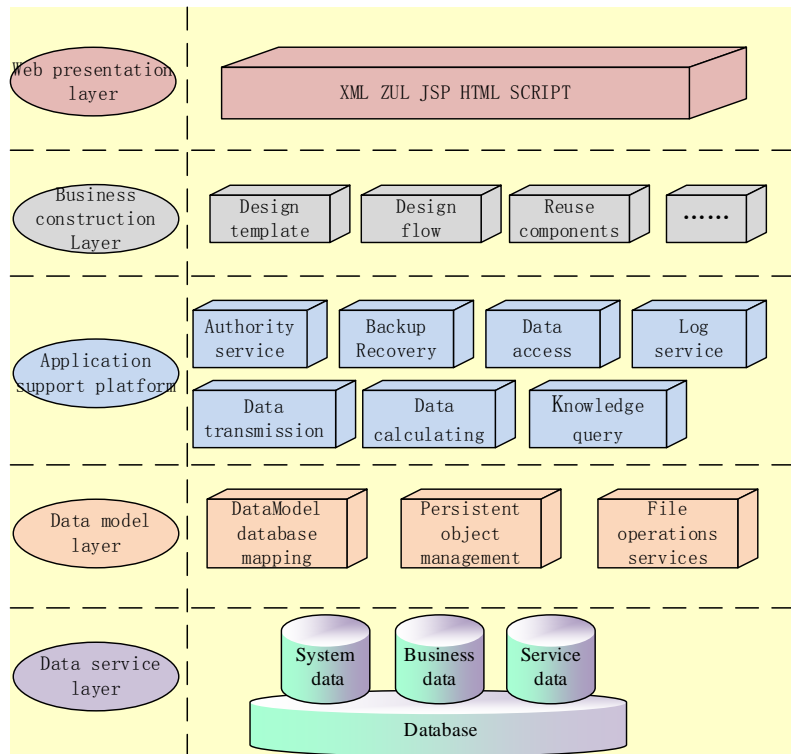 Web presentation
layer
XML ZUL JSP HTML SCRIPT
Business
construction
Layer
Design
template
Design
flow
Reuse
components
……
Application
support platform
Authority
service
Backup
Recovery
Data
access
Log
service
Data
transmission
Data
calculating
Knowledge
query
Data model
layer
DataModel
database
mapping
Persistent
object
management
File
operations
services
Data service
layer
System
data
Business
data
Service
data
Database